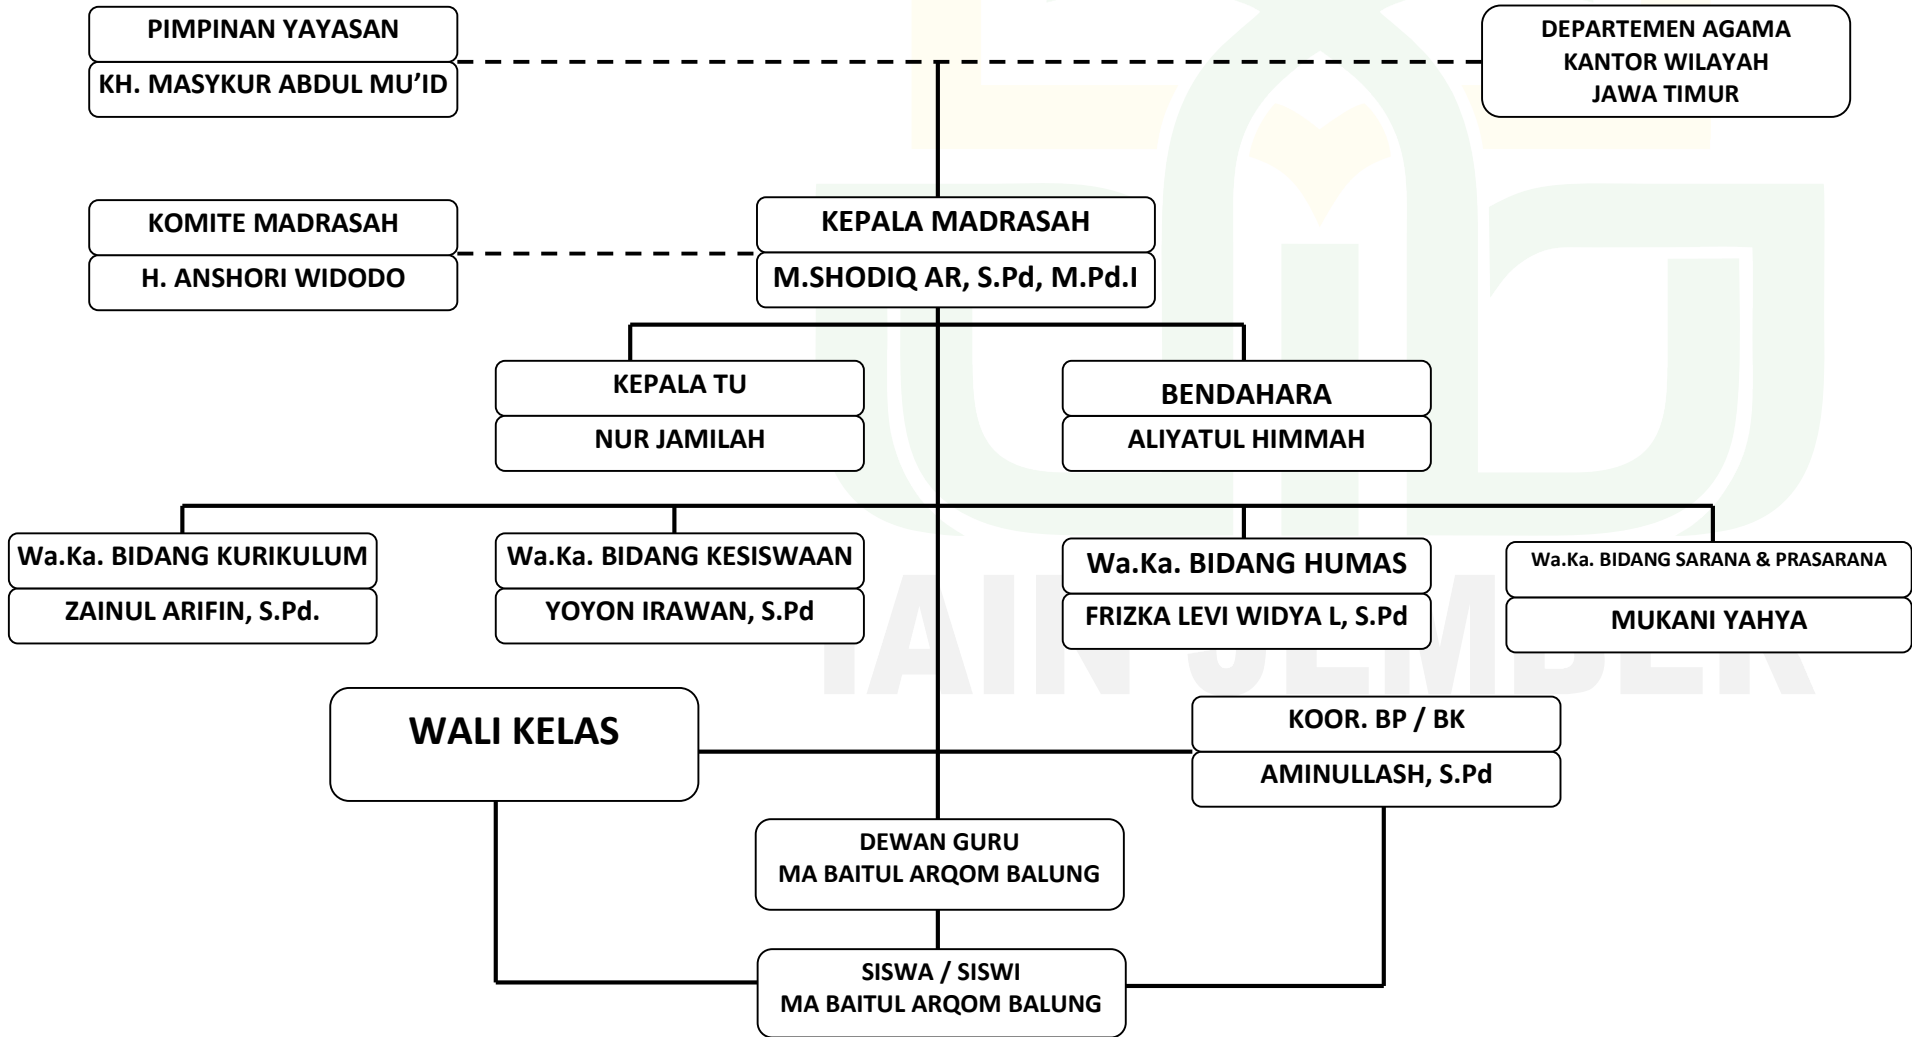 PIMPINAN YAYASAN
KH. MASYKUR ABDUL MU’ID
DEPARTEMEN AGAMA
KANTOR WILAYAH
JAWA TIMUR
KOMITE MADRASAH
H. ANSHORI WIDODO
KEPALA MADRASAH
M.SHODIQ AR, S.Pd, M.Pd.I
KEPALA TU
NUR JAMILAH
BENDAHARA
ALIYATUL HIMMAH
Wa.Ka. BIDANG KURIKULUM
ZAINUL ARIFIN, S.Pd.
Wa.Ka. BIDANG KESISWAAN
YOYON IRAWAN, S.Pd
Wa.Ka. BIDANG HUMAS
FRIZKA LEVI WIDYA L, S.Pd
Wa.Ka. BIDANG SARANA & PRASARANA
MUKANI YAHYA
IAIN JEMBER
WALI KELAS
KOOR. BP / BK
AMINULLASH, S.Pd
DEWAN GURU
MA BAITUL ARQOM BALUNG
SISWA / SISWI
MA BAITUL ARQOM BALUNG